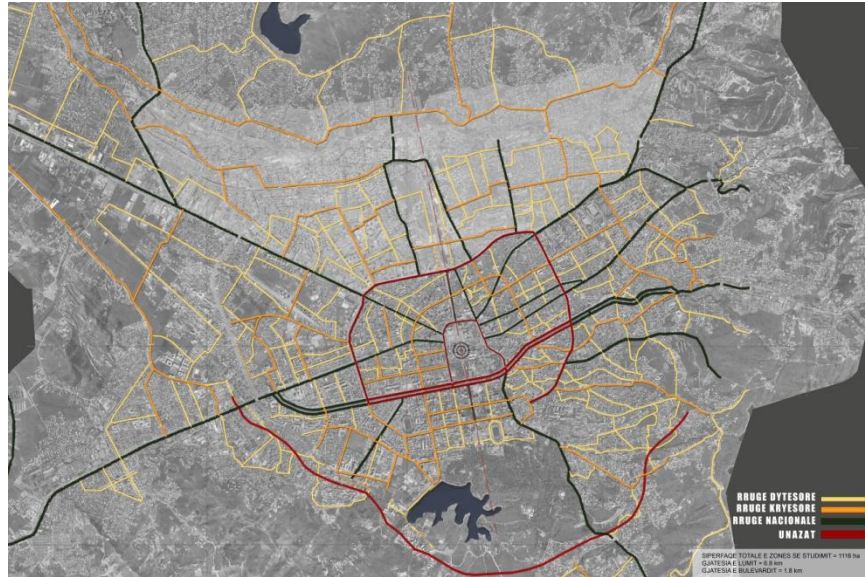 RRUGE DYTESORE
RRUGE KRYESORE
RRUGE NACIONALE
UNAZAT
SIPERFAQE TOTALE E ZONES SE STUDIMIT = 1116 ha
GJATESIA E LUMIT = 6.8 km
GJATESIA E BULEVARDIT = 1.8 km